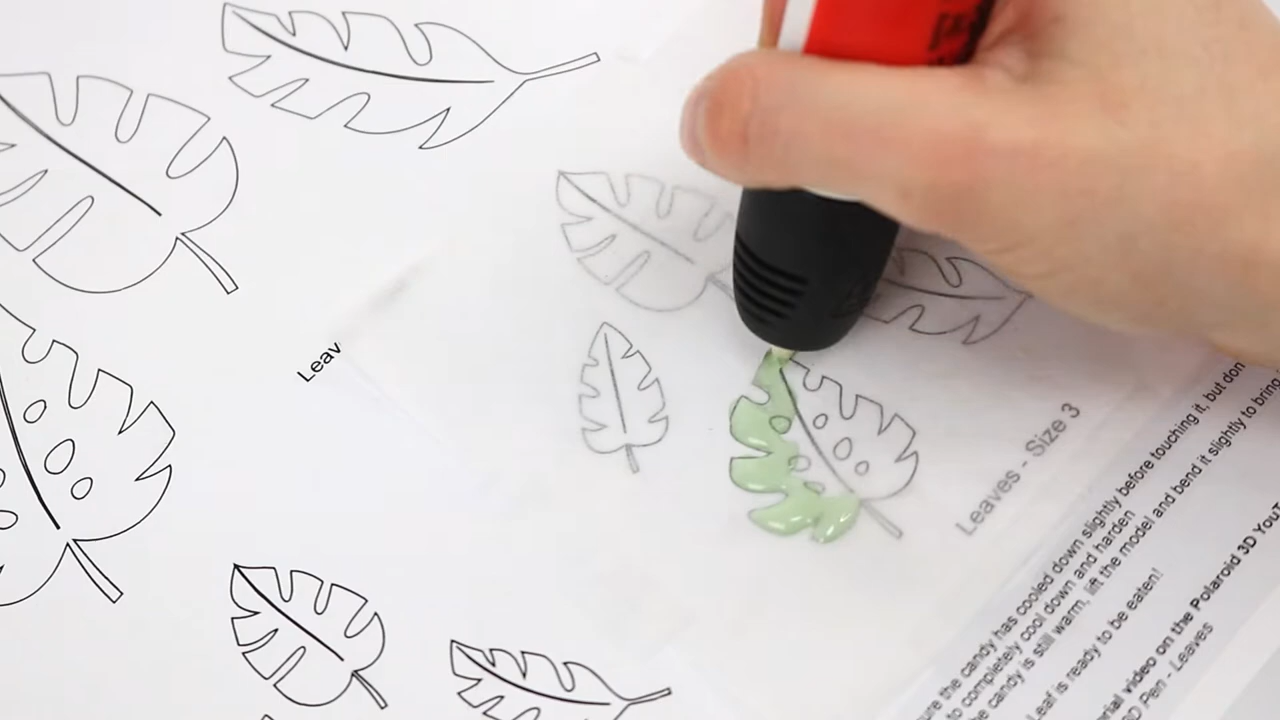 Leav
Leaves - Size 3
ure the candy has cooled down slightly before touching it, but don
to completely cool down and harden
he candy is still warm, lift the model and bend it slightly to bring
Leaf is ready to be eaten!
rial video on the Polaroid 3D YouT
3D Pen - Leaves